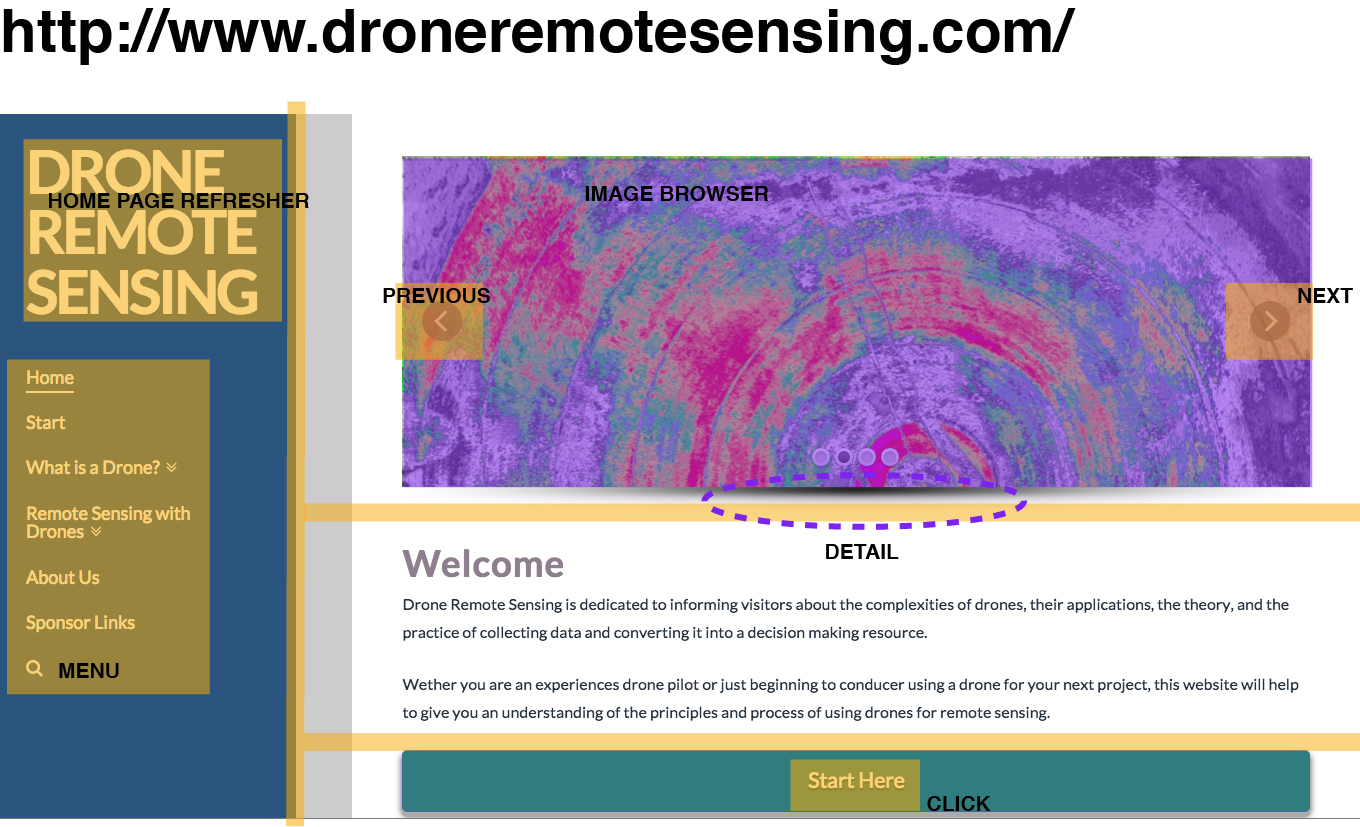 http://www.droneremotesensing.com/
DRONE
HOME PAGE REFRESHER
REMOTE
SENSING
Home
Start
What is a Drone?
Remote Sensing with
Drones
About Us
Sponsor Links
MENU
IMAGE BROWSER
PREVIOUS
NEXT
DETAIL
Welcome
Drone Remote Sensing is dedicated to informing visitors about the complexities of drones, their applications, the theory, and the
practice of collecting data and converting it into a decision making resource.
Wether you are an experiences drone pilot or just beginning to conducer using a drone for your next project, this website will help
to give you an understanding of the principles and process of using drones for remote sensing.
Start Here
CLICK